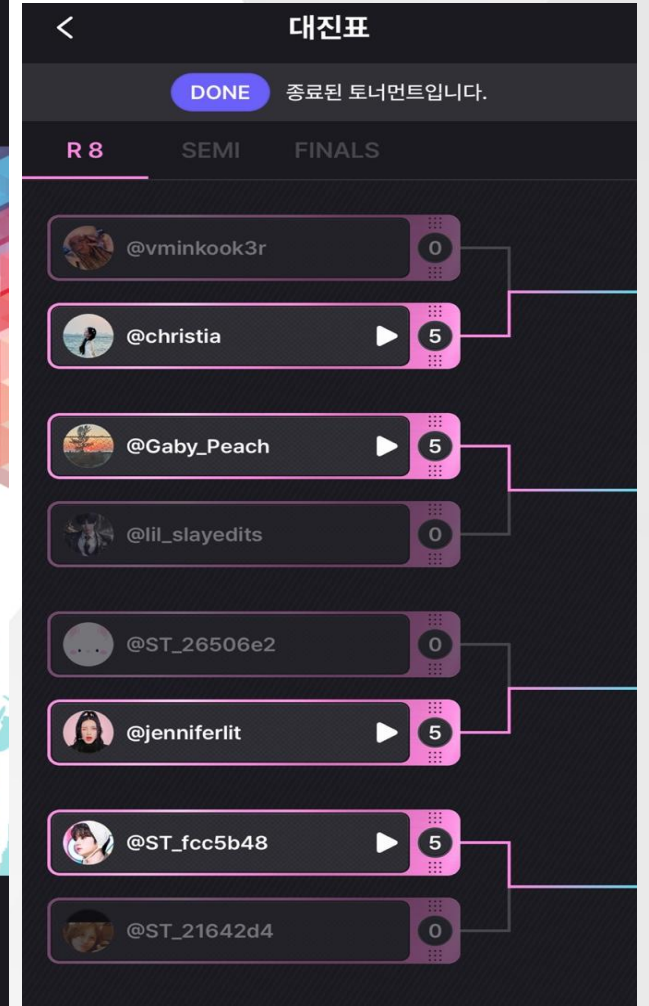 대진표
DONE 종료된 토너먼트입니다.
R 8 SEMI FINALS
@vminkook3r 0
@christia 5
@Gaby_Peach 5
@lil_slayedits 0
@ST_26506e2 0
@jenniferlit 5
@ST_fcc5b48 5
@ST_21642d4 0